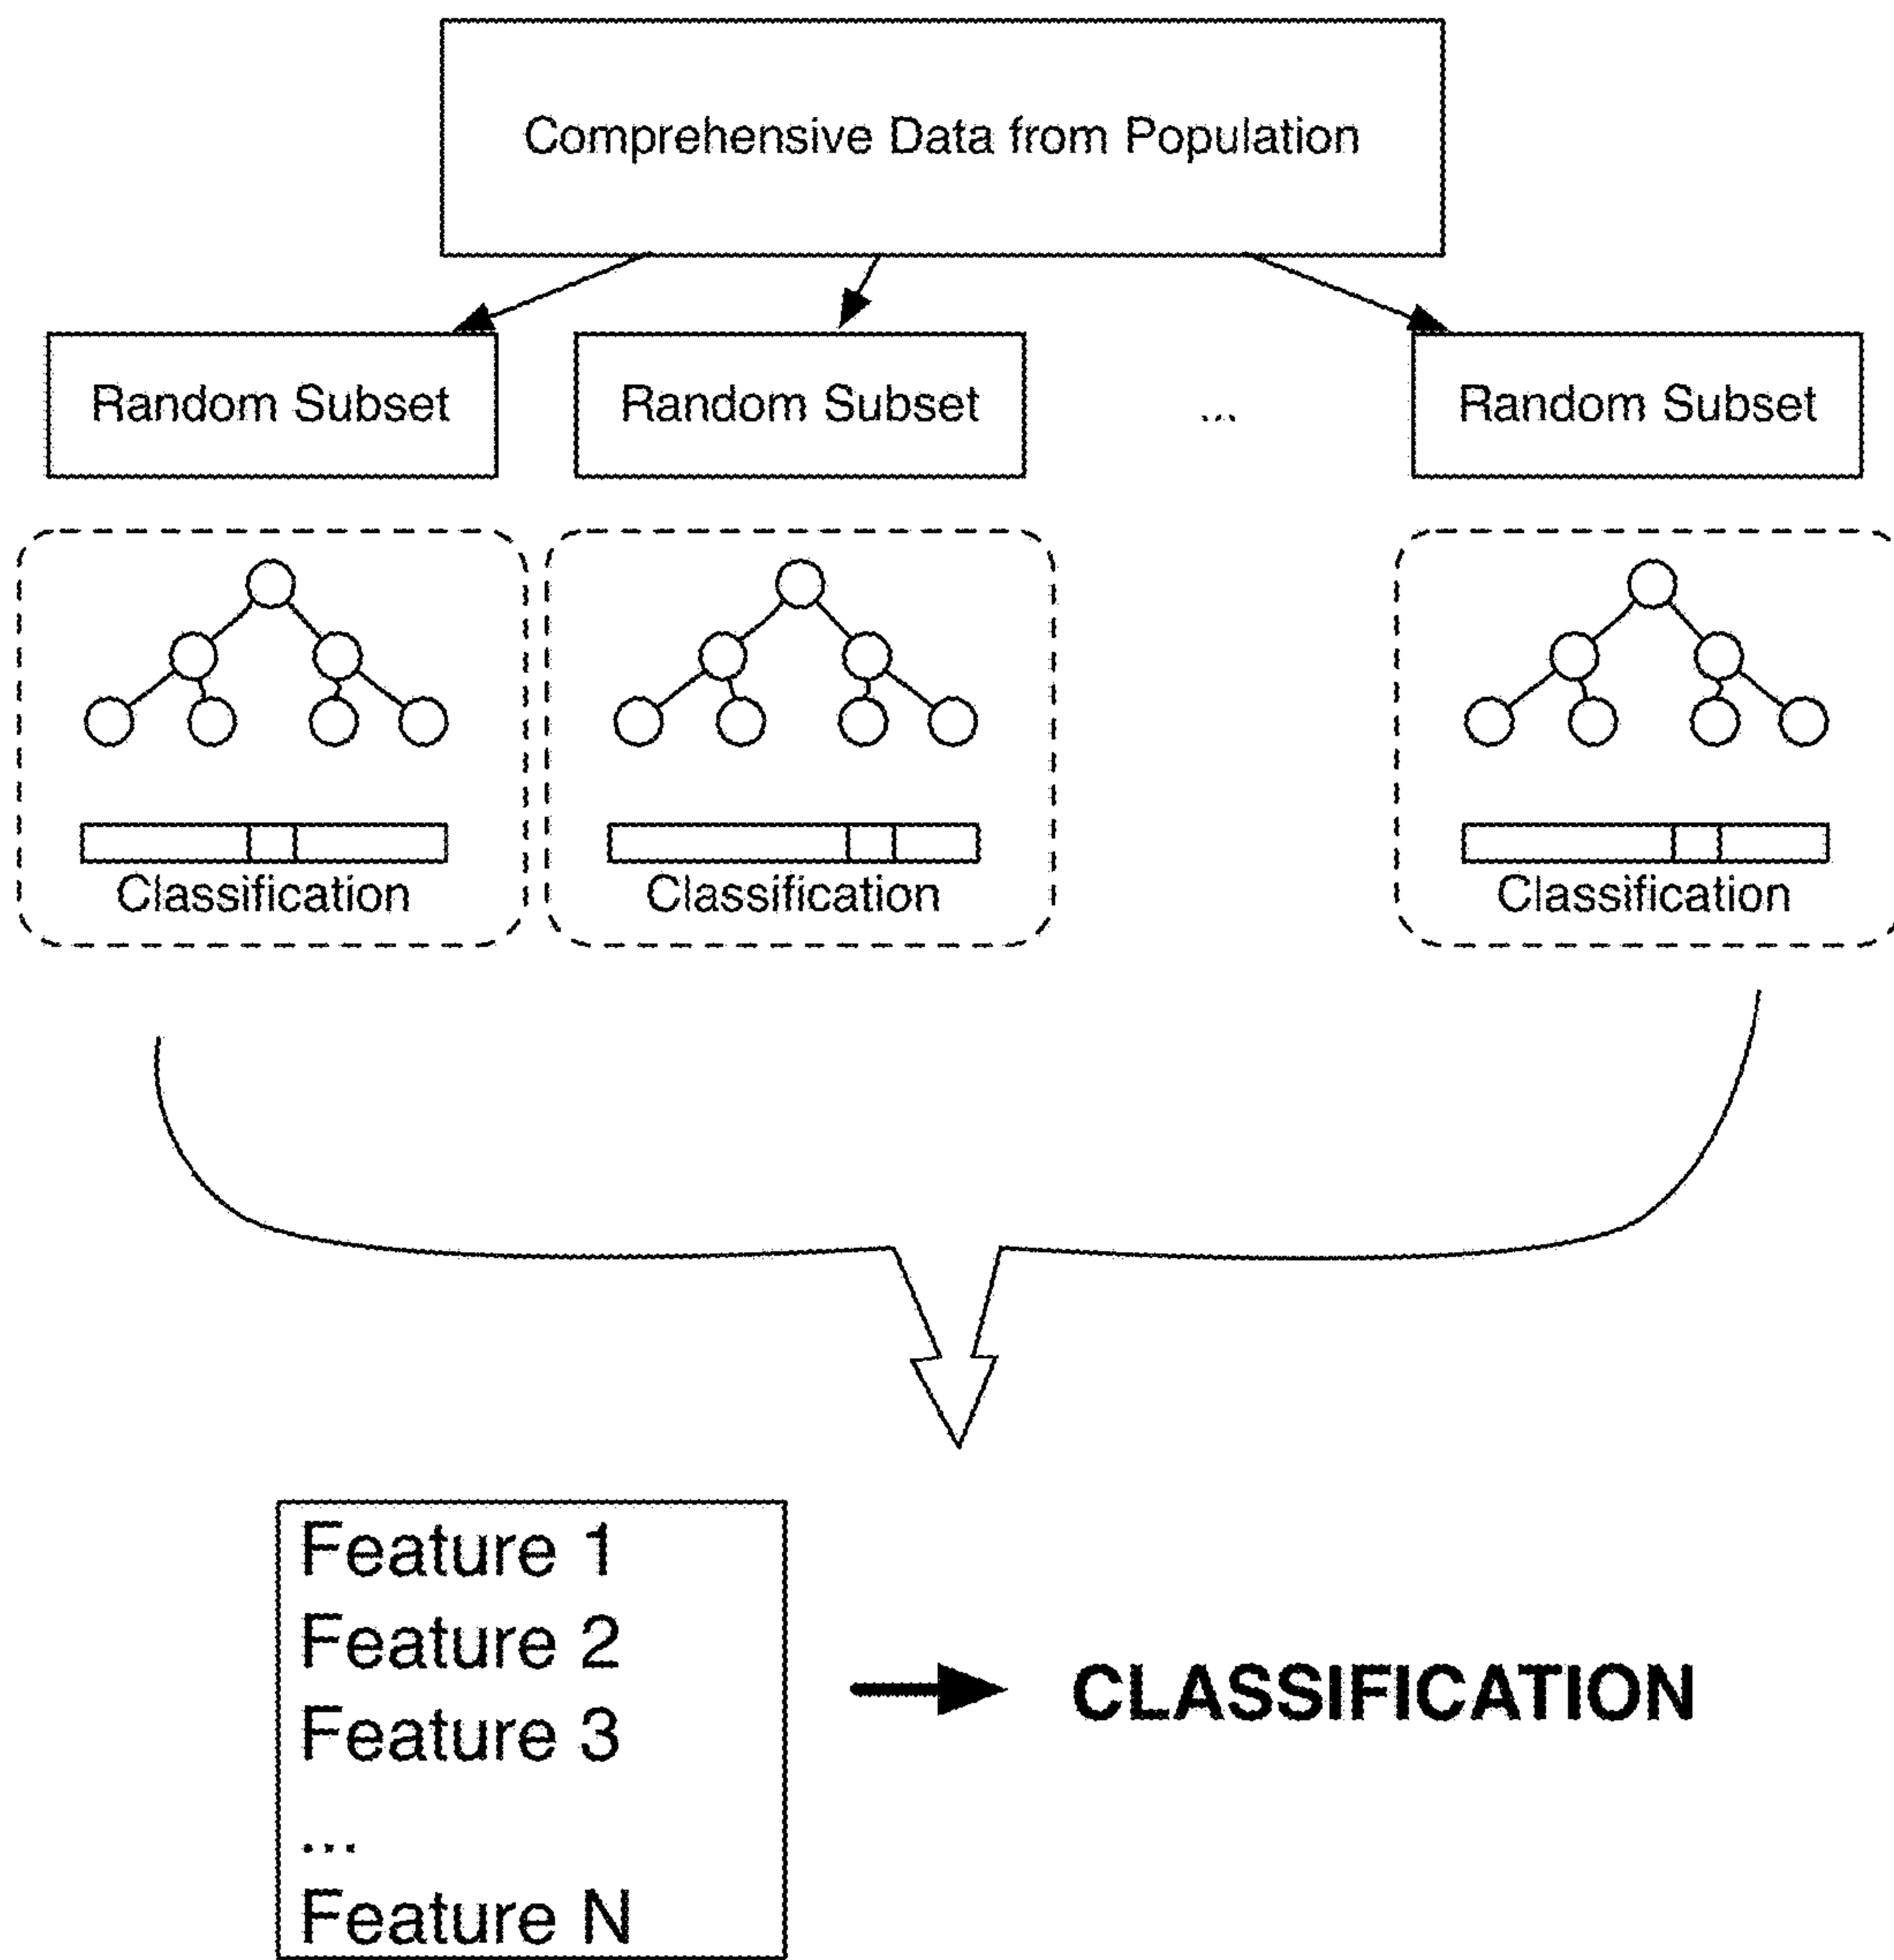 Comprehensive Data from Population
Random Subset
Random Subset
...
Random Subset
Classification
Classification
Classification
Feature 1
Feature 2
Feature 3
...
Feature N
CLASSIFICATION